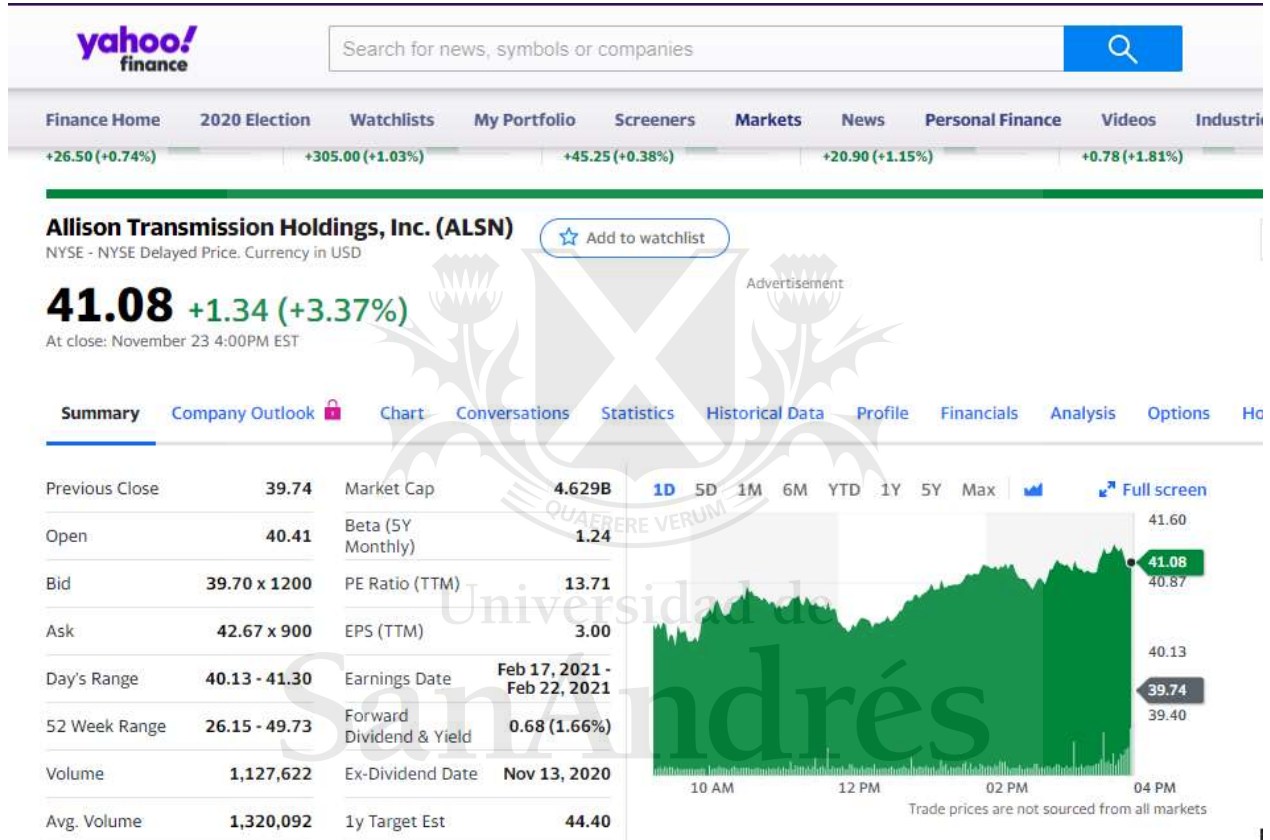 yahoo!
finance
Search for news, symbols or companies
Finance Home 2020 Election Watchlists My Portfolio Screeners Markets News Personal Finance Videos
+26.50 (+0.74%) +305.00 (+1.03%) +45.25 (+0.38%) +20.90 (+1.15%) +0.78 (+1.81%)
Allison Transmission Holdings, Inc. (ALSN) Add to watchlist
NYSE - NYSE Delayed Price. Currency in USD
Advertisement
41.08 +1.34 (+3.37%)
At close: November 23 4:00PM EST
Summary Company Outlook Chart Conversations Statistics Historical Data Profile Financials Analysis Options
Previous Close 39.74
Open 40.41
Bid 39.70 x 1200
Ask 42.67 x 900
Day's Range 40.13 - 41.30
52 Week Range 26.15 - 49.73
Volume 1,127,622
Avg. Volume 1,320,092
Market Cap 4.629B
Beta (5Y
Monthly) 1.24
PE Ratio (TTM) 13.71
EPS (TTM) 3.00
Earnings Date Feb 17, 2021 -
Feb 22, 2021
Forward
Dividend & Yield 0.68 (1.66%)
Ex-Dividend Date Nov 13, 2020
1y Target Est 44.40
1D 5D 1M 6M YTD 1Y 5Y Max Full screen
41.60
41.08
40.87
40.13
39.74
39.40
10 AM 12 PM 02 PM 04 PM
Trade prices are not sourced from all markets
QUAERERE VERUM
Universidad de
SanAndrés